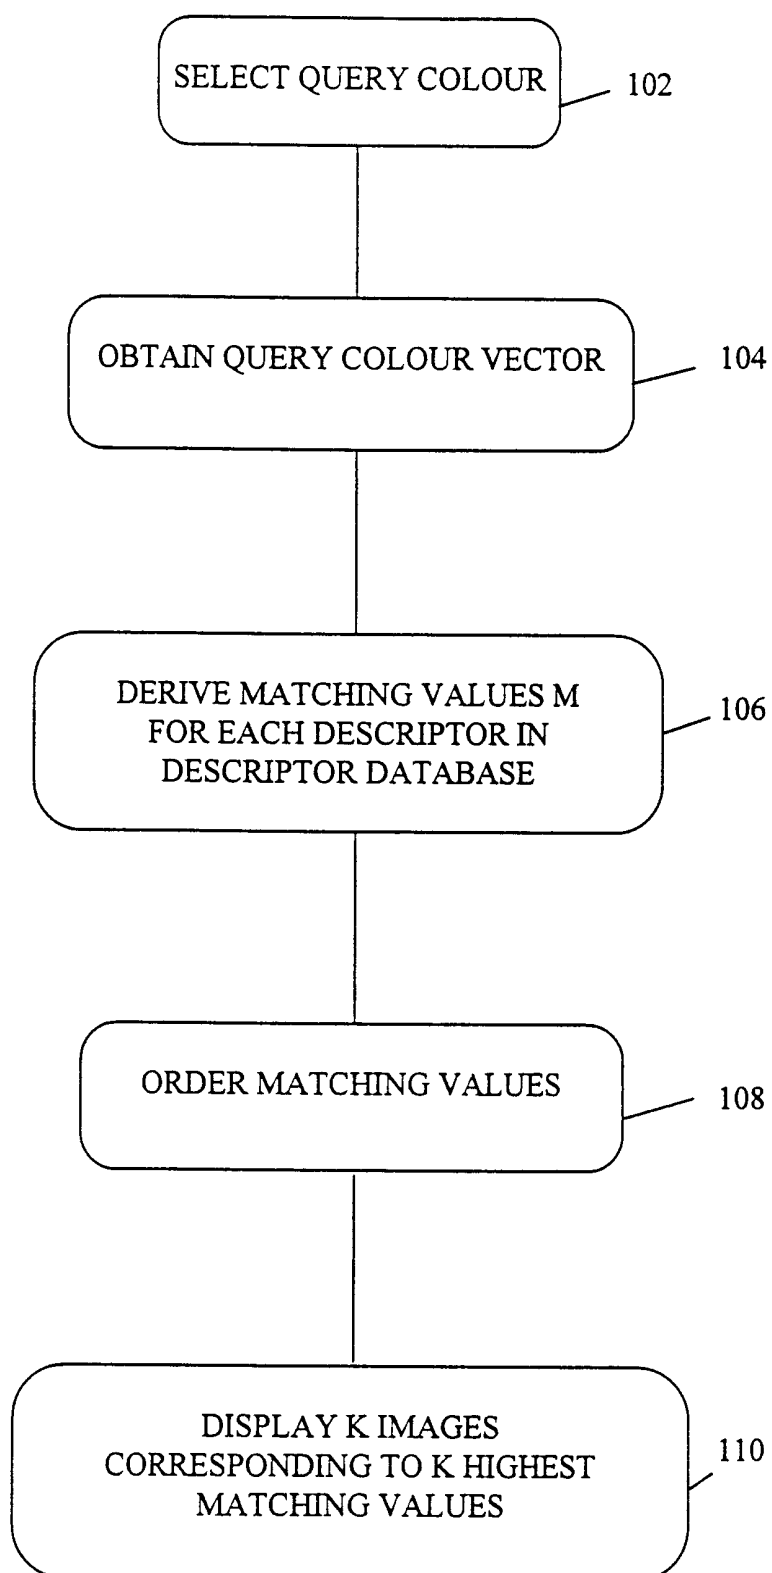 SELECT QUERY COLOUR
102
OBTAIN QUERY COLOUR VECTOR
104
DERIVE MATCHING VALUES M
FOR EACH DESCRIPTOR IN
DESCRIPTOR DATABASE
106
ORDER MATCHING VALUES
108
DISPLAY K IMAGES
CORRESPONDING TO K HIGHEST
MATCHING VALUES
110